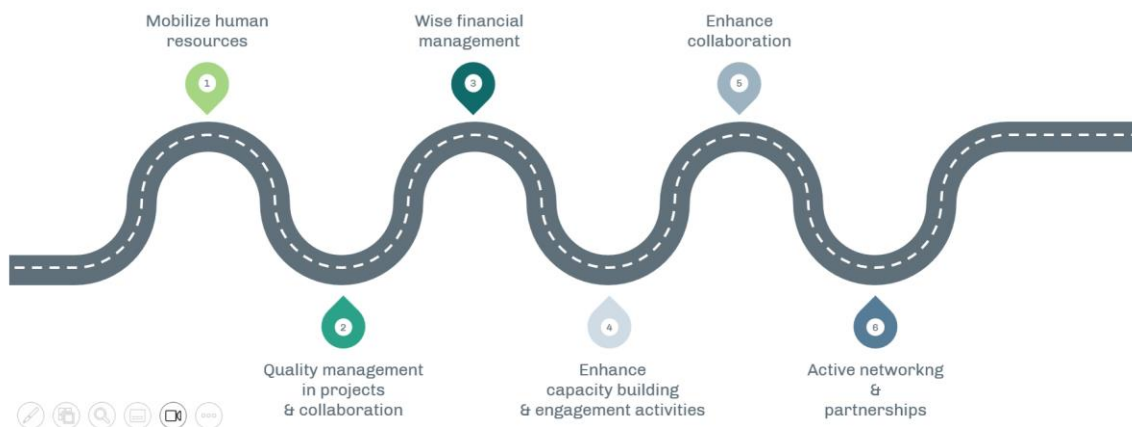 Mobilize human
resources
1
Quality management
in projects
& collaboration
2
Wise financial
management
3
Enhance
capacity building
& engagement activities
4
Enhance
collaboration
5
Active networkng
&
partnerships
6